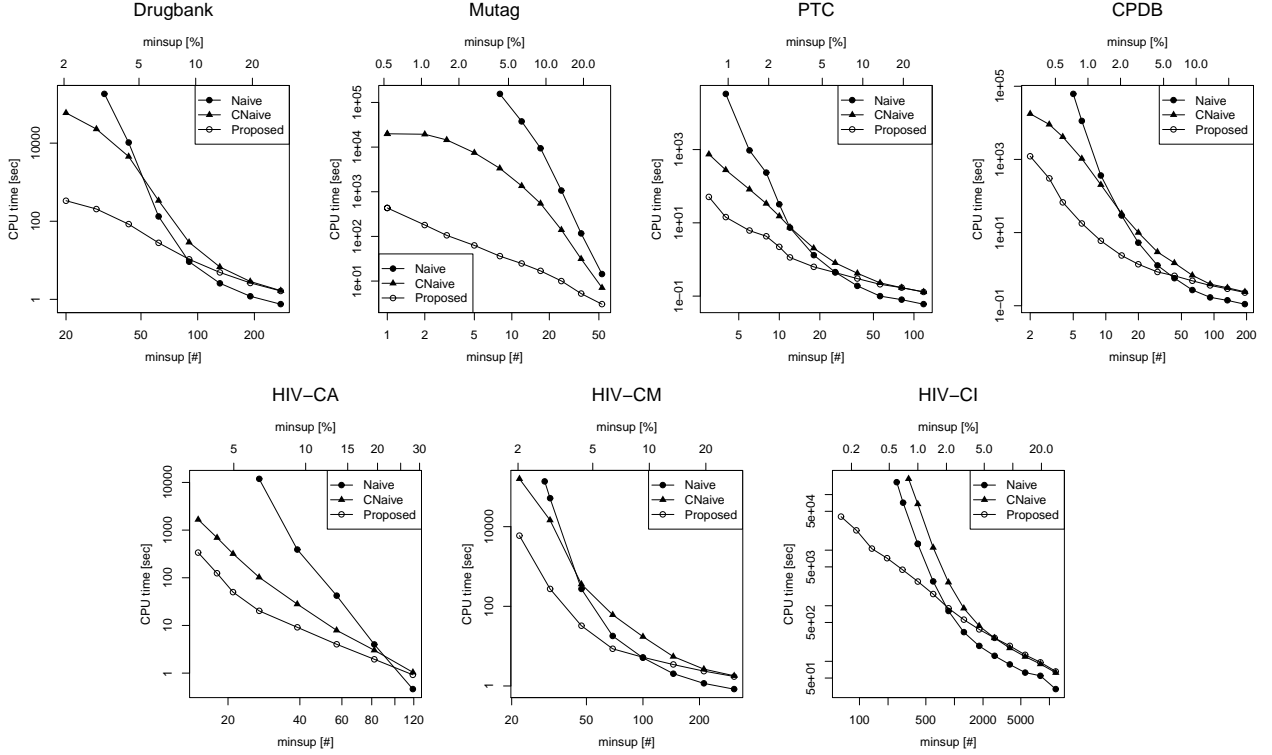 Drugbank
minsup [%]
2 5 10 20
CPU time [sec]
1 100 10000
Naive
CNaive
Proposed
20 50 100 200
minsup [#]
Mutag
minsup [%]
0.5 1.0 2.0 5.0 10.0 20.0
CPU time [sec]
1e+01 1e+02 1e+03 1e+04 1e+05
Naive
CNaive
Proposed
1 2 5 10 20 50
minsup [#]
PTC
minsup [%]
1 2 5 10 20
CPU time [sec]
1e−01 1e+01 1e+03
Naive
CNaive
Proposed
5 10 20 50 100
minsup [#]
CPDB
minsup [%]
0.5 1.0 2.0 5.0 10.0
CPU time [sec]
1e−01 1e+01 1e+03 1e+05
Naive
CNaive
Proposed
2 5 10 20 50 100 200
minsup [#]
HIV−CA
minsup [%]
5 10 15 20 30
CPU time [sec]
1 10 100 1000 10000
Naive
CNaive
Proposed
20 40 60 80 120
minsup [#]
HIV−CM
minsup [%]
2 5 10 20
CPU time [sec]
1 100 10000
Naive
CNaive
Proposed
20 50 100 200
minsup [#]
HIV−CI
minsup [%]
0.2 0.5 1.0 2.0 5.0 20.0
CPU time [sec]
5e+01 5e+02 5e+03 5e+04
Naive
CNaive
Proposed
100 500 2000 5000
minsup [#]